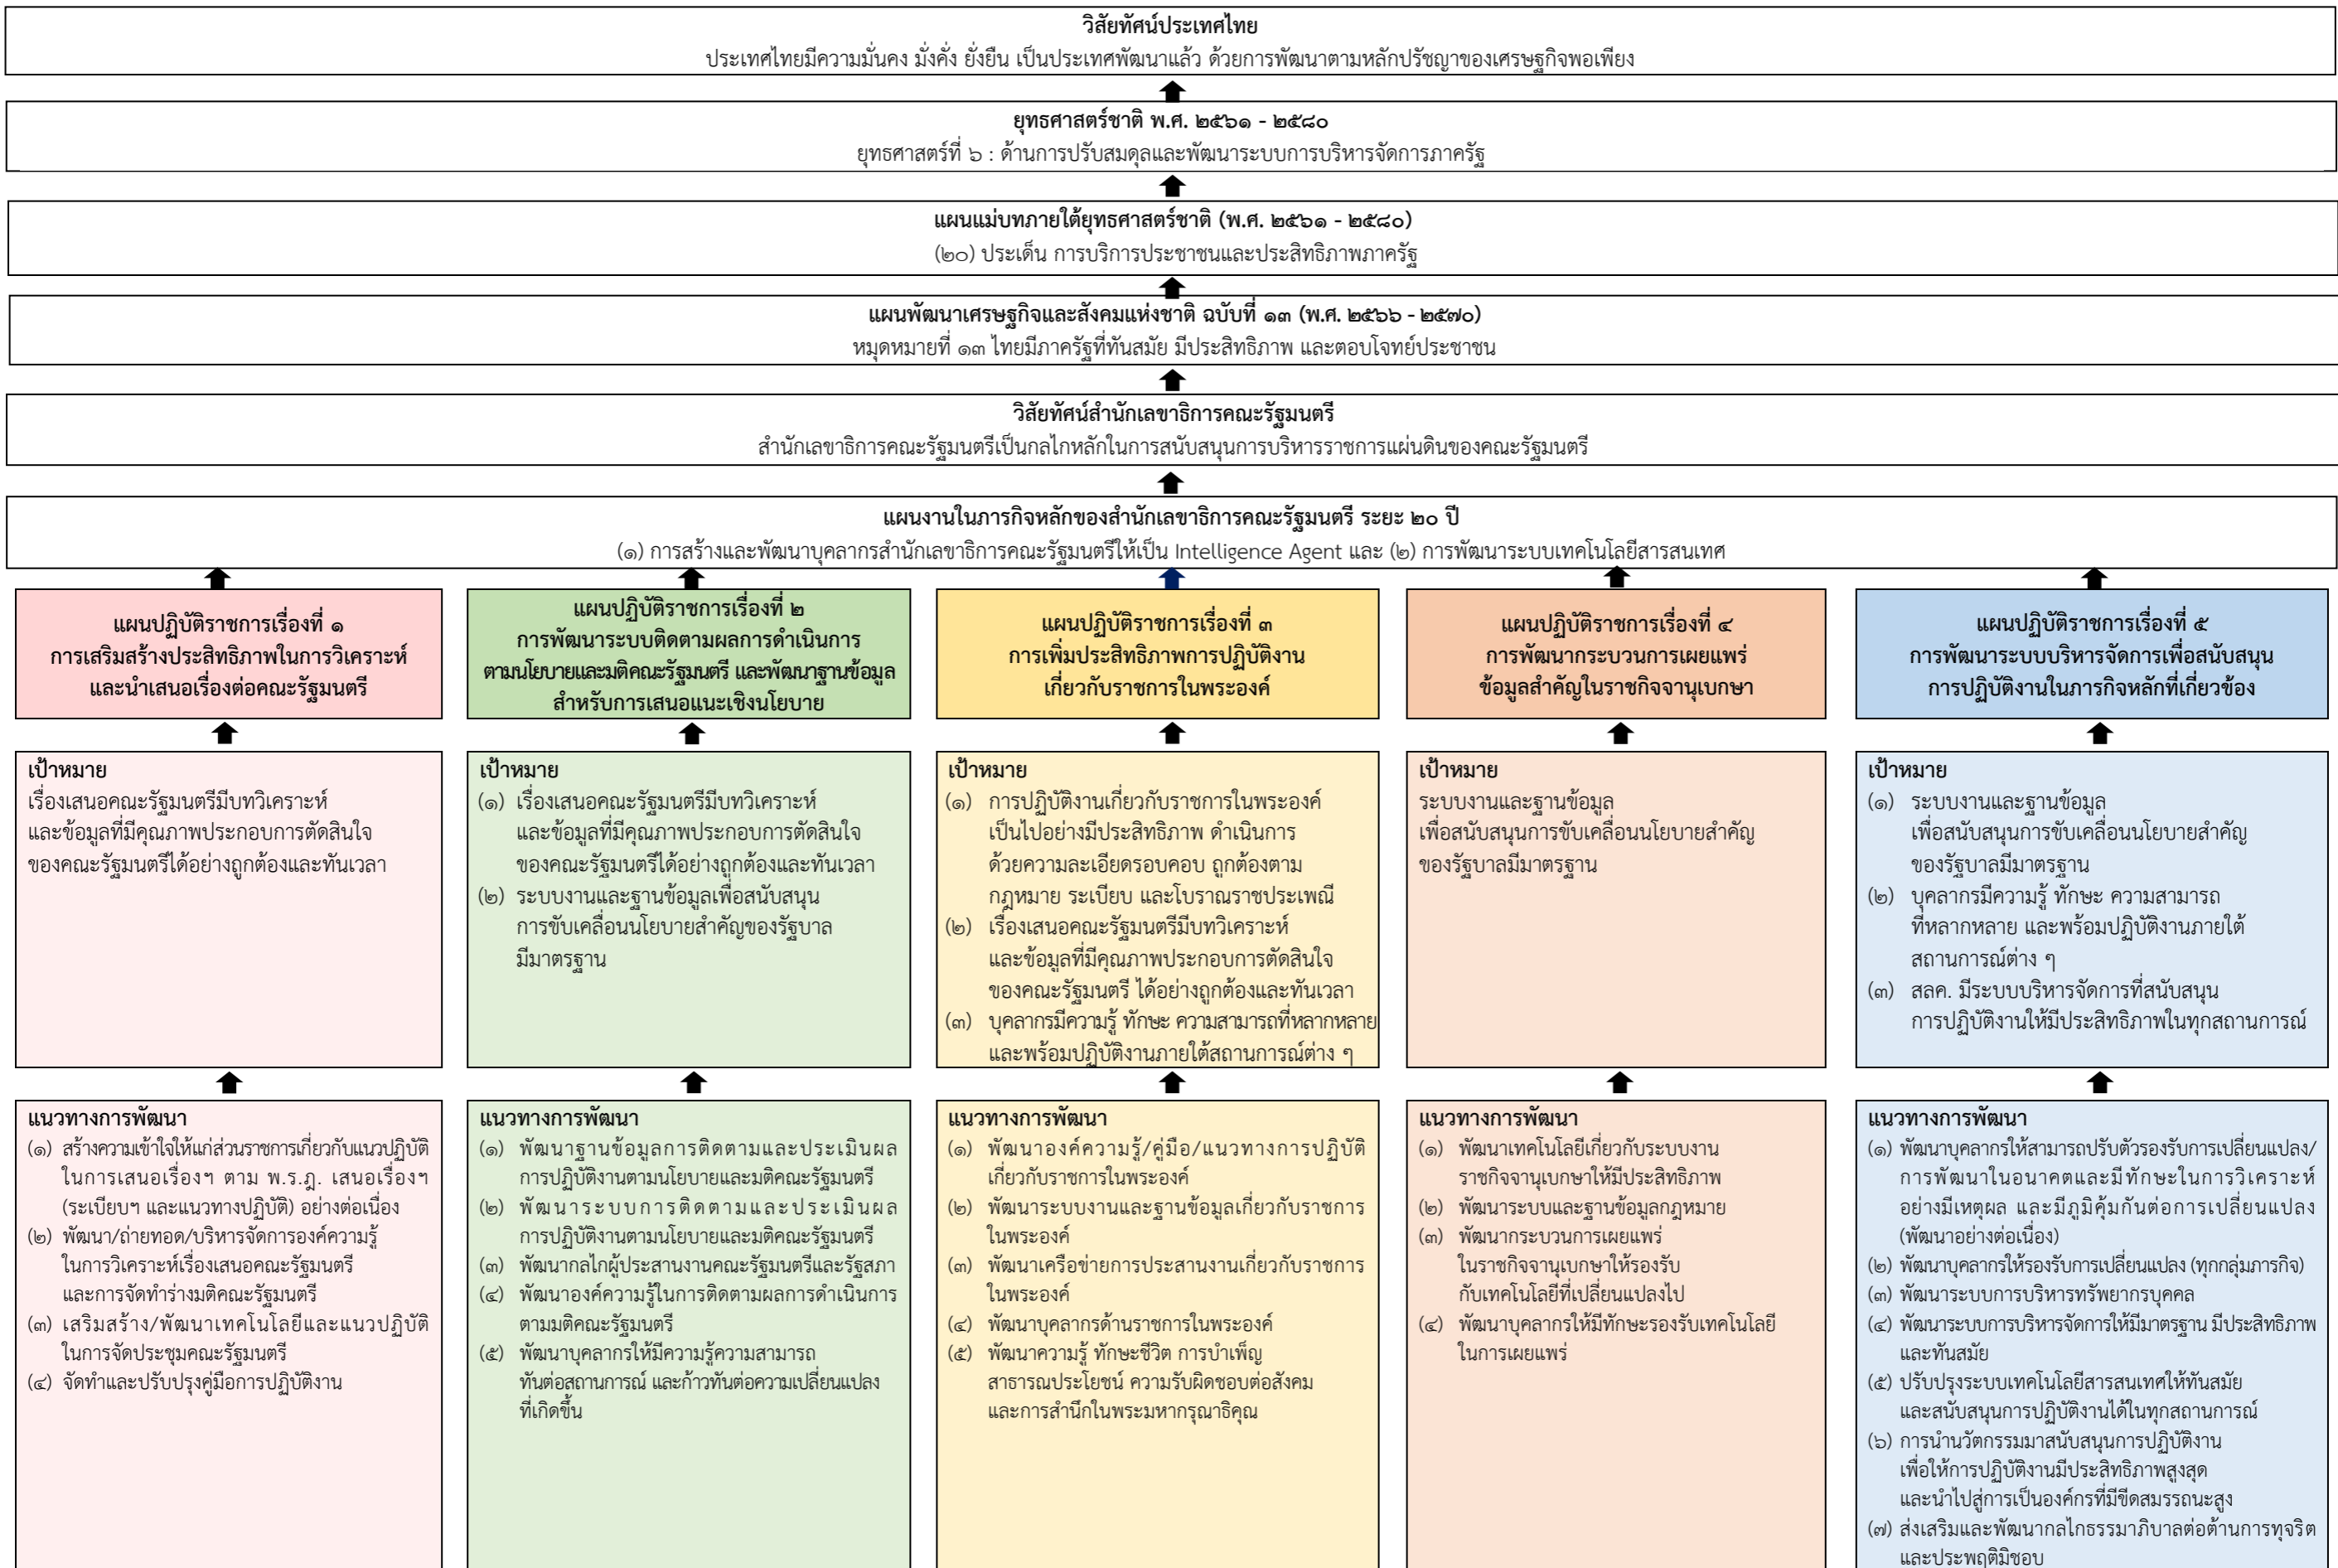 วิสัยทัศน์ประเทศไทย
ประเทศไทยมีความมั่นคง มั่งคั่ง ยั่งยืน เป็นประเทศพัฒนาแล้ว ด้วยการพัฒนาตามหลักปรัชญาของเศรษฐกิจพอเพียง
ยุทธศาสตร์ชาติ พ.ศ. ๒๕๖๑ - ๒๕๘๐
ยุทธศาสตร์ที่ ๖ : ด้านการปรับสมดุลและพัฒนาระบบการบริหารจัดการภาครัฐ
แผนแม่บทภายใต้ยุทธศาสตร์ชาติ (พ.ศ. ๒๕๖๑ - ๒๕๘๐)
(๒๐) ประเด็น การบริการประชาชนและประสิทธิภาพภาครัฐ
แผนพัฒนาเศรษฐกิจและสังคมแห่งชาติ ฉบับที่ ๑๓ (พ.ศ. ๒๕๖๖ - ๒๕๗๐)
หมุดหมายที่ ๑๓ ไทยมีภาครัฐที่ทันสมัย มีประสิทธิภาพ และตอบโจทย์ประชาชน
วิสัยทัศน์สำนักเลขาธิการคณะรัฐมนตรี
สำนักเลขาธิการคณะรัฐมนตรีเป็นกลไกหลักในการสนับสนุนการบริหารราชการแผ่นดินของคณะรัฐมนตรี
แผนงานในภารกิจหลักของสำนักเลขาธิการคณะรัฐมนตรี ระยะ ๒๐ ปี
(๑) การสร้างและพัฒนาบุคลากรสำนักเลขาธิการคณะรัฐมนตรีให้เป็น Intelligence Agent และ (๒) การพัฒนาระบบเทคโนโลยีสารสนเทศ
แผนปฏิบัติราชการเรื่องที่ ๑
การเสริมสร้างประสิทธิภาพในการวิเคราะห์
และนำเสนอเรื่องต่อคณะรัฐมนตรี
เป้าหมาย
เรื่องเสนอคณะรัฐมนตรีมีบทวิเคราะห์
และข้อมูลที่มีคุณภาพประกอบการตัดสินใจ
ของคณะรัฐมนตรีได้อย่างถูกต้องและทันเวลา
แนวทางการพัฒนา
(๑) สร้างความเข้าใจให้แก่ส่วนราชการเกี่ยวกับแนวปฏิบัติ
ในการเสนอเรื่องฯ ตาม พ.ร.ฎ. เสนอเรื่องฯ
(ระเบียบฯ และแนวทางปฏิบัติ) อย่างต่อเนื่อง
(๒) พัฒนา/ถ่ายทอด/บริหารจัดการองค์ความรู้
ในการวิเคราะห์เรื่องเสนอคณะรัฐมนตรี
และการจัดทำร่างมติคณะรัฐมนตรี
(๓) เสริมสร้าง/พัฒนาเทคโนโลยีและแนวปฏิบัติ
ในการจัดประชุมคณะรัฐมนตรี
(๔) จัดทำและปรับปรุงคู่มือการปฏิบัติงาน
แผนปฏิบัติราชการเรื่องที่ ๒
การพัฒนาระบบติดตามผลการดำเนินการ
ตามนโยบายและมติคณะรัฐมนตรี และพัฒนาฐานข้อมูล
สำหรับการเสนอแนะเชิงนโยบาย
เป้าหมาย
(๑) เรื่องเสนอคณะรัฐมนตรีมีบทวิเคราะห์
และข้อมูลที่มีคุณภาพประกอบการตัดสินใจ
ของคณะรัฐมนตรีได้อย่างถูกต้องและทันเวลา
(๒) ระบบงานและฐานข้อมูลเพื่อสนับสนุน
การขับเคลื่อนนโยบายสำคัญของรัฐบาล
มีมาตรฐาน
แนวทางการพัฒนา
(๑) พัฒนาฐานข้อมูลการติดตามและประเมินผล
การปฏิบัติงานตามนโยบายและมติคณะรัฐมนตรี
(๒) พัฒนาระบบการติดตามและประเมินผล
การปฏิบัติงานตามนโยบายและมติคณะรัฐมนตรี
(๓) พัฒนากลไกผู้ประสานงานคณะรัฐมนตรีและรัฐสภา
(๔) พัฒนาองค์ความรู้ในการติดตามผลการดำเนินการ
ตามมติคณะรัฐมนตรี
(๕) พัฒนาบุคลากรให้มีความรู้ความสามารถ
ทันต่อสถานการณ์ และก้าวทันต่อความเปลี่ยนแปลง
ที่เกิดขึ้น
แผนปฏิบัติราชการเรื่องที่ ๓
การเพิ่มประสิทธิภาพการปฏิบัติงาน
เกี่ยวกับราชการในพระองค์
เป้าหมาย
(๑) การปฏิบัติงานเกี่ยวกับราชการในพระองค์
เป็นไปอย่างมีประสิทธิภาพ ดำเนินการ
ด้วยความละเอียดรอบคอบ ถูกต้องตาม
กฎหมาย ระเบียบ และโบราณราชประเพณี
(๒) เรื่องเสนอคณะรัฐมนตรีมีบทวิเคราะห์
และข้อมูลที่มีคุณภาพประกอบการตัดสินใจ
ของคณะรัฐมนตรี ได้อย่างถูกต้องและทันเวลา
(๓) บุคลากรมีความรู้ ทักษะ ความสามารถที่หลากหลาย
และพร้อมปฏิบัติงานภายใต้สถานการณ์ต่าง ๆ
แนวทางการพัฒนา
(๑) พัฒนาองค์ความรู้/คู่มือ/แนวทางการปฏิบัติ
เกี่ยวกับราชการในพระองค์
(๒) พัฒนาระบบงานและฐานข้อมูลเกี่ยวกับราชการ
ในพระองค์
(๓) พัฒนาเครือข่ายการประสานงานเกี่ยวกับราชการ
ในพระองค์
(๔) พัฒนาบุคลากรด้านราชการในพระองค์
(๕) พัฒนาความรู้ ทักษะชีวิต การบำเพ็ญ
สาธารณประโยชน์ ความรับผิดชอบต่อสังคม
และการสำนึกในพระมหากรุณาธิคุณ
แผนปฏิบัติราชการเรื่องที่ ๔
การพัฒนากระบวนการเผยแพร่
ข้อมูลสำคัญในราชกิจจานุเบกษา
เป้าหมาย
ระบบงานและฐานข้อมูล
เพื่อสนับสนุนการขับเคลื่อนนโยบายสำคัญ
ของรัฐบาลมีมาตรฐาน
แนวทางการพัฒนา
(๑) พัฒนาเทคโนโลยีเกี่ยวกับระบบงาน
ราชกิจจานุเบกษาให้มีประสิทธิภาพ
(๒) พัฒนาระบบและฐานข้อมูลกฎหมาย
(๓) พัฒนากระบวนการเผยแพร่
ในราชกิจจานุเบกษาให้รองรับ
กับเทคโนโลยีที่เปลี่ยนแปลงไป
(๔) พัฒนาบุคลากรให้มีทักษะรองรับเทคโนโลยี
ในการเผยแพร่
แผนปฏิบัติราชการเรื่องที่ ๕
การพัฒนาระบบบริหารจัดการเพื่อสนับสนุน
การปฏิบัติงานในภารกิจหลักที่เกี่ยวข้อง
เป้าหมาย
(๑) ระบบงานและฐานข้อมูล
เพื่อสนับสนุนการขับเคลื่อนนโยบายสำคัญ
ของรัฐบาลมีมาตรฐาน
(๒) บุคลากรมีความรู้ ทักษะ ความสามารถ
ที่หลากหลาย และพร้อมปฏิบัติงานภายใต้
สถานการณ์ต่าง ๆ
(๓) สลค. มีระบบบริหารจัดการที่สนับสนุน
การปฏิบัติงานให้มีประสิทธิภาพในทุกสถานการณ์
แนวทางการพัฒนา
(๑) พัฒนาบุคลากรให้สามารถปรับตัวรองรับการเปลี่ยนแปลง/
การพัฒนาในอนาคตและมีทักษะในการวิเคราะห์
อย่างมีเหตุผล และมีภูมิคุ้มกันต่อการเปลี่ยนแปลง
(พัฒนาอย่างต่อเนื่อง)
(๒) พัฒนาบุคลากรให้รองรับการเปลี่ยนแปลง (ทุกกลุ่มภารกิจ)
(๓) พัฒนาระบบการบริหารทรัพยากรบุคคล
(๔) พัฒนาระบบการบริหารจัดการให้มีมาตรฐาน มีประสิทธิภาพ
และทันสมัย
(๕) ปรับปรุงระบบเทคโนโลยีสารสนเทศให้ทันสมัย
และสนับสนุนการปฏิบัติงานได้ในทุกสถานการณ์
(๖) การนำนวัตกรรมมาสนับสนุนการปฏิบัติงาน
เพื่อให้การปฏิบัติงานมีประสิทธิภาพสูงสุด
และนำไปสู่การเป็นองค์กรที่มีขีดสมรรถนะสูง
(๗) ส่งเสริมและพัฒนากลไกธรรมาภิบาลต่อต้านการทุจริต
และประพฤติมิชอบ